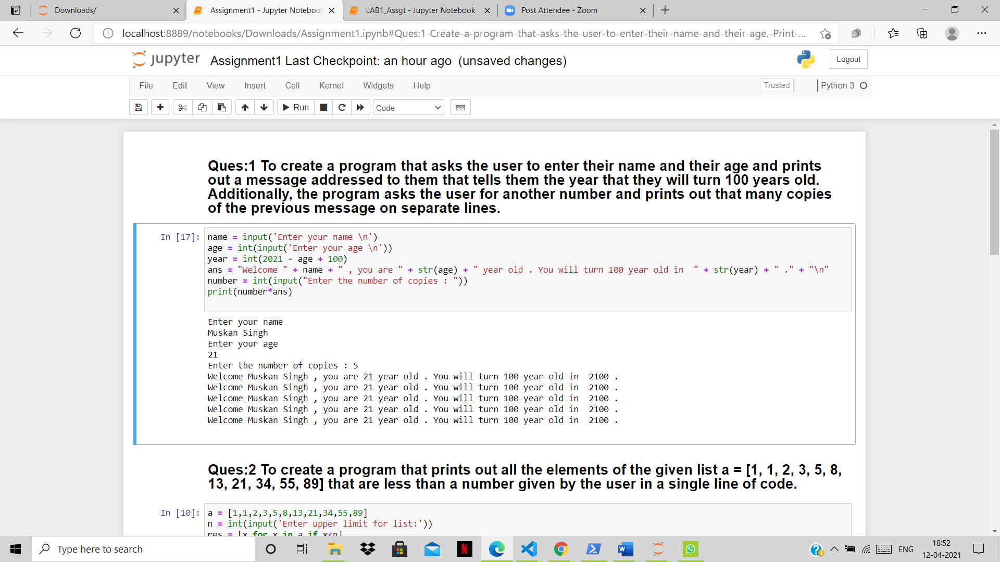 Downloads/
Assignment1 - Jupyter Notebook
LAB1_Assgt - Jupyter Notebook
Post Attendee - Zoom
localhost:8889/notebooks/Downloads/Assignment1.ipynb#Ques:1-Create-a-program-that-asks-the-user-to-enter-their-name-and-their-age.-Print-...
jupyter Assignment1 Last Checkpoint: an hour ago (unsaved changes)
Logout
File Edit View Insert Cell Kernel Widgets Help
Trusted
Python 3
Run
Code
Ques:1 To create a program that asks the user to enter their name and their age and prints
out a message addressed to them that tells them the year that they will turn 100 years old.
Additionally, the program asks the user for another number and prints out that many copies
of the previous message on separate lines.
In [17]:
name = input('Enter your name \n')
age = int(input('Enter your age \n'))
year = int(2021 - age + 100)
ans = "Welcome " + name + " , you are " + str(age) + " year old . You will turn 100 year old in  " + str(year) + " ." + "\n"
number = int(input("Enter the number of copies : "))
print(number*ans)
Enter your name
Muskan Singh
Enter your age
21
Enter the number of copies : 5
Welcome Muskan Singh , you are 21 year old . You will turn 100 year old in  2100 .
Welcome Muskan Singh , you are 21 year old . You will turn 100 year old in  2100 .
Welcome Muskan Singh , you are 21 year old . You will turn 100 year old in  2100 .
Welcome Muskan Singh , you are 21 year old . You will turn 100 year old in  2100 .
Welcome Muskan Singh , you are 21 year old . You will turn 100 year old in  2100 .
Ques:2 To create a program that prints out all the elements of the given list a = [1, 1, 2, 3, 5, 8,
13, 21, 34, 55, 89] that are less than a number given by the user in a single line of code.
In [10]:
a = [1,1,2,3,5,8,13,21,34,55,89]
n = int(input('Enter upper limit for list:'))
res = [x for x in a if x<n]
Type here to search
ENG
18:52
12-04-2021